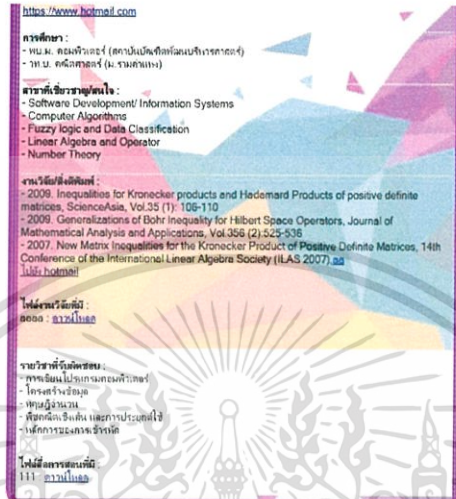 https://www.hotmail.com
การศึกษา :
- พบ.ม. คอมพิวเตอร์ (สถาบันบัณฑิตพัฒนบริหารศาสตร์)
- วท.บ. คณิตศาสตร์ (ม.รามคำแหง)
สาขาที่เชี่ยวชาญ/สนใจ :
- Software Development/ Information Systems
- Computer Algorithms
- Fuzzy logic and Data Classification
- Linear Algebra and Operator
- Number Theory
งานวิจัย/สิ่งตีพิมพ์ :
- 2009. Inequalities for Kronecker products and Hadamard Products of positive definite
matrices, ScienceAsia, Vol.35 (1): 106-110
- 2009. Generalizations of Bohr Inequality for Hilbert Space Operators, Journal of
Mathematical Analysis and Applications, Vol.356 (2):525-536
- 2007. New Matrix Inequalities for the Kronecker Product of Positive Definite Matrices, 14th
Conference of the International Linear Algebra Society (ILAS 2007)
ไปยัง hotmail
ไฟล์งานวิจัยที่มี :
: ดาวน์โหลด
รายวิชาที่รับผิดชอบ :
- การเขียนโปรแกรมคอมพิวเตอร์
- โครงสร้างข้อมูล
- ทฤษฎีจำนวน
- พีชคณิตเชิงเส้น และการประยุกต์ใช้
- หลักการของการเข้ารหัส
ไฟล์สื่อการสอนที่มี :
111 : ดาวน์โหลด